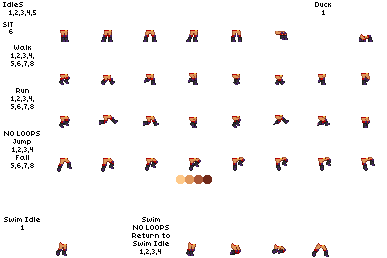 IdleS
1,2,3,4,5
Duck
1
SIT
6
Walk
1,2,3,4,
5,6,7,8
Run
1,2,3,4,
5,6,7,8
NO LOOPS
Jump
1,2,3,4
Fall
5,6,7,8
Swim Idle
1
Swim
NO LOOPS
Return to
Swim Idle
1,2,3,4